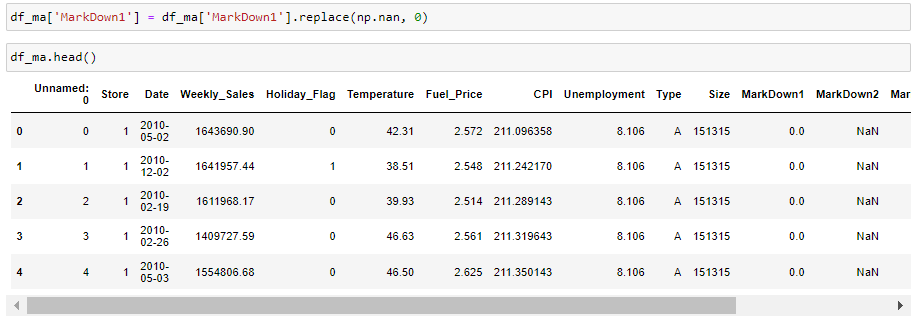 df_ma['MarkDown1'] = df_ma['MarkDown1'].replace(np.nan, 0)
df_ma.head()
Unnamed: 0 Store Date Weekly_Sales Holiday_Flag Temperature Fuel_Price CPI Unemployment Type Size MarkDown1 MarkDown2 Mar
0 0 1 2010-05-02 1643690.90 0 42.31 2.572 211.096358 8.106 A 151315 0.0 NaN
1 1 1 2010-12-02 1641957.44 1 38.51 2.548 211.242170 8.106 A 151315 0.0 NaN
2 2 1 2010-02-19 1611968.17 0 39.93 2.514 211.289143 8.106 A 151315 0.0 NaN
3 3 1 2010-02-26 1409727.59 0 46.63 2.561 211.319643 8.106 A 151315 0.0 NaN
4 4 1 2010-05-03 1554806.68 0 46.50 2.625 211.350143 8.106 A 151315 0.0 NaN